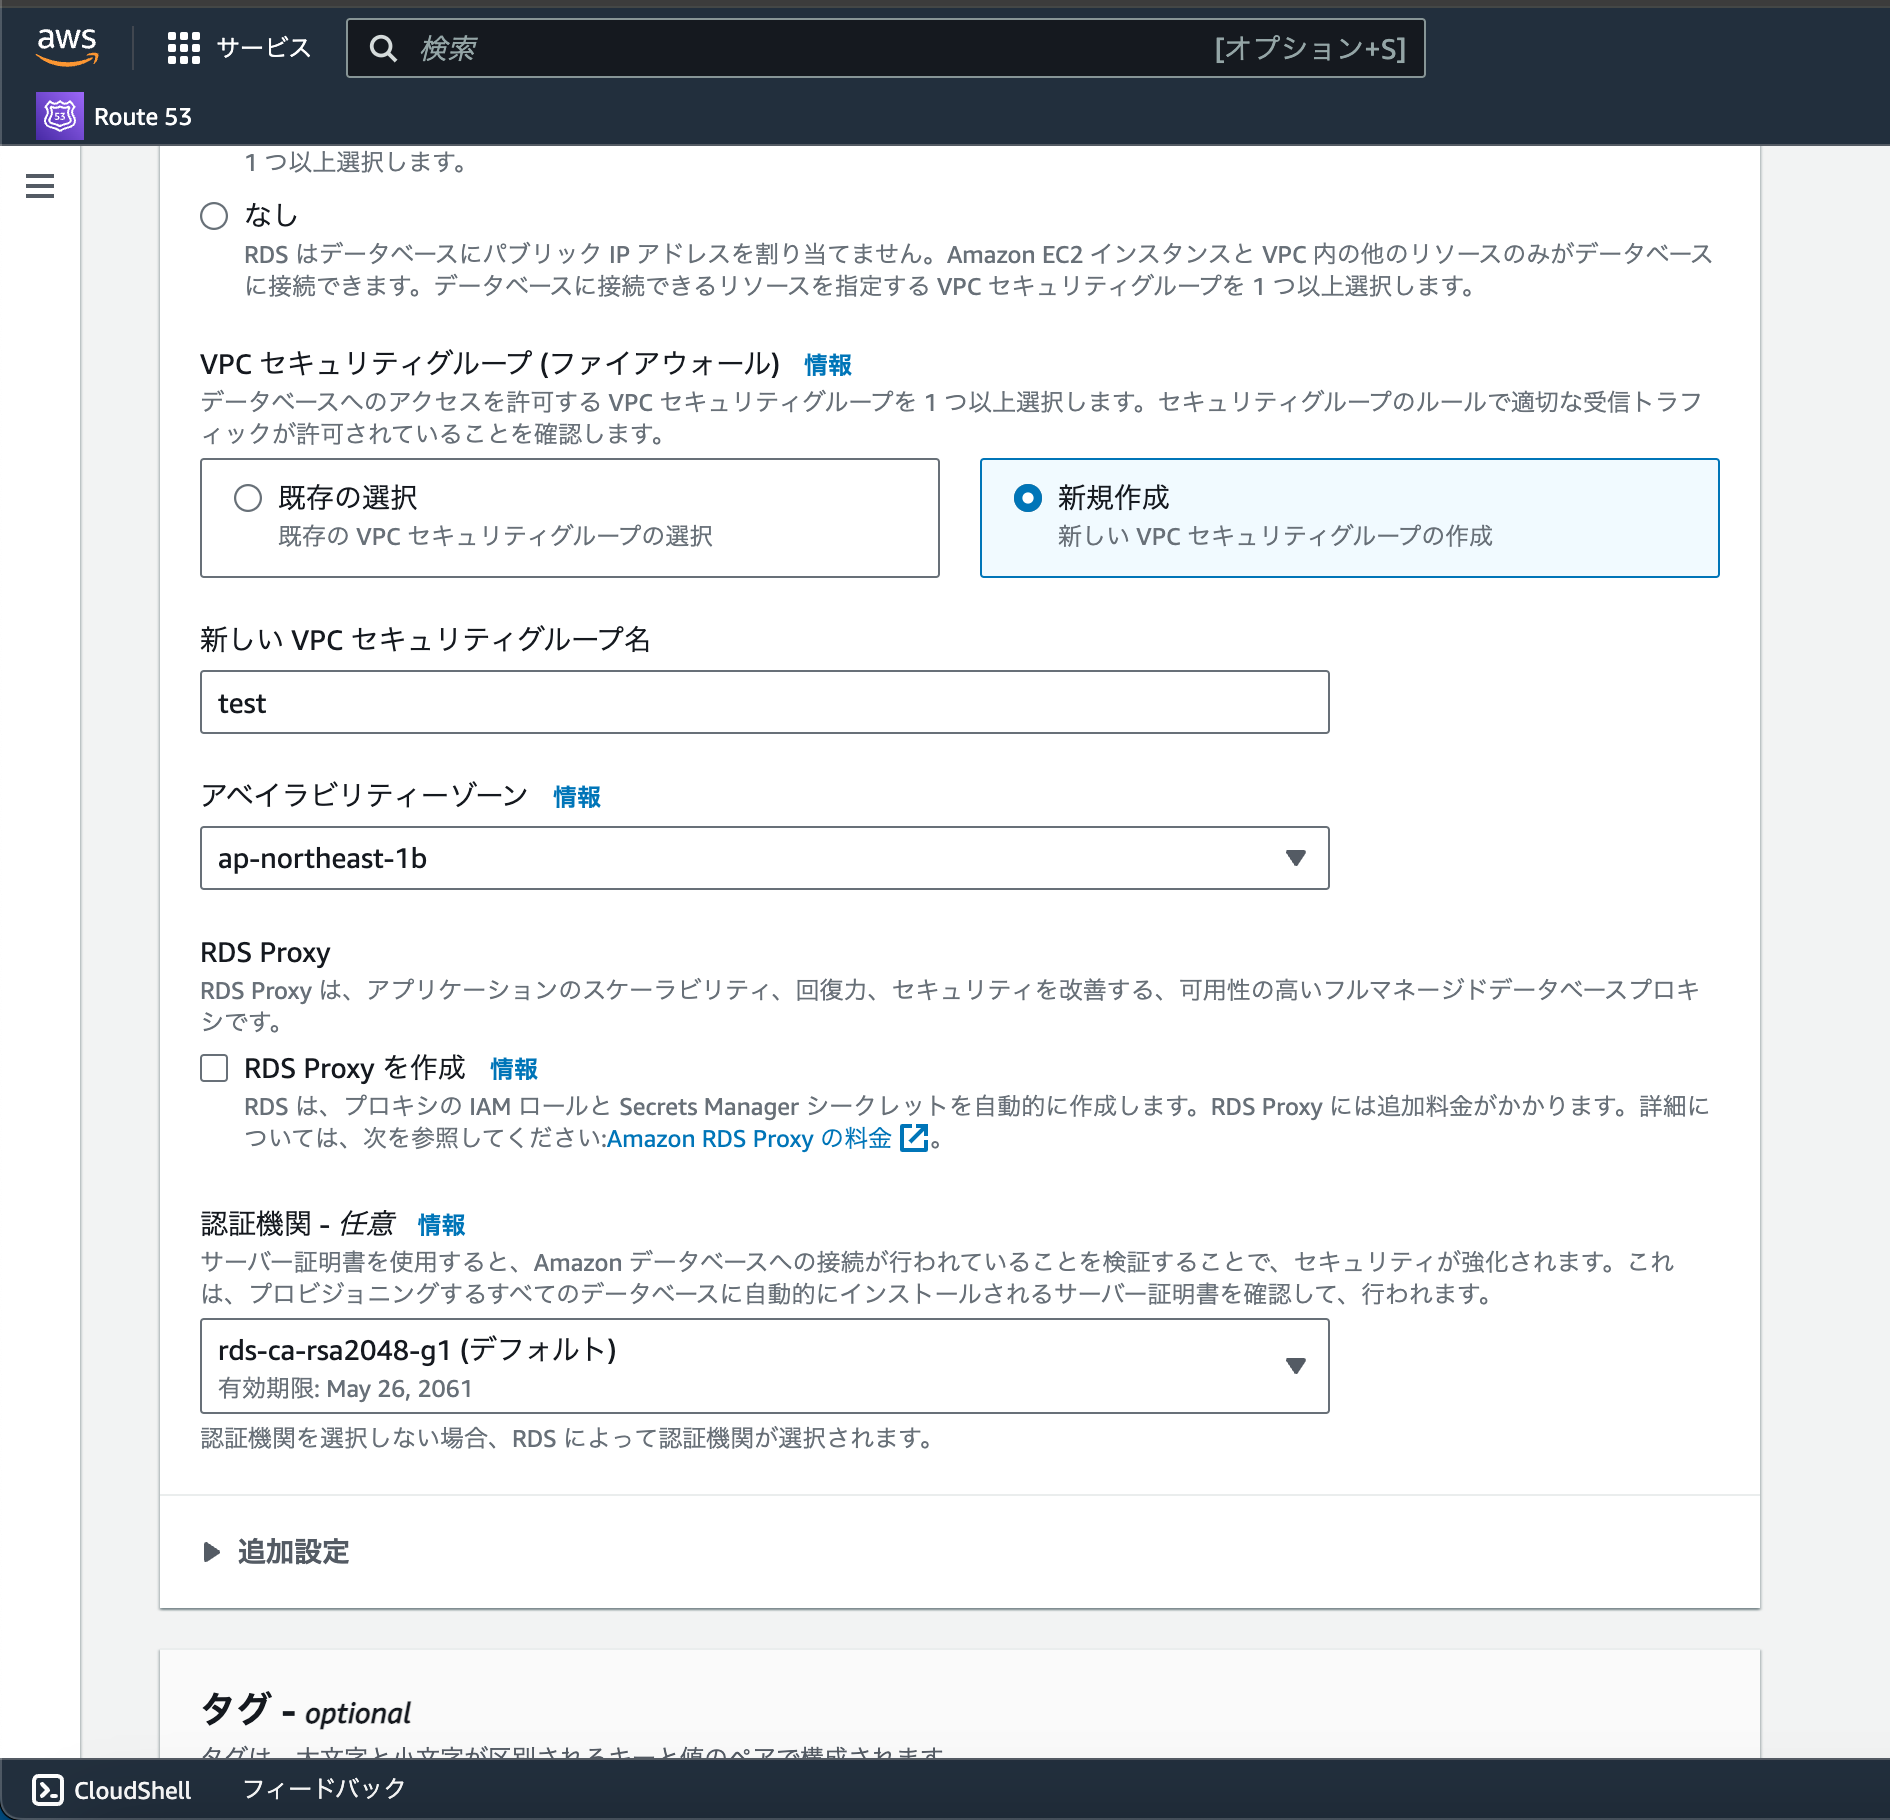 aws
サービス
検索
[オプション+S]
53
Route 53
1 つ以上選択します。
なし
RDS はデータベースにパブリック IP アドレスを割り当てません。Amazon EC2 インスタンスと VPC 内の他のリソースのみがデータベース
に接続できます。データベースに接続できるリソースを指定する VPC セキュリティグループを 1 つ以上選択します。
VPC セキュリティグループ (ファイアウォール) 情報
データベースへのアクセスを許可する VPC セキュリティグループを 1 つ以上選択します。セキュリティグループのルールで適切な受信トラフ
ィックが許可されていることを確認します。
既存の選択
既存の VPC セキュリティグループの選択
新規作成
新しい VPC セキュリティグループの作成
新しい VPC セキュリティグループ名
test
アベイラビリティーゾーン 情報
ap-northeast-1b
RDS Proxy
RDS Proxy は、アプリケーションのスケーラビリティ、回復力、セキュリティを改善する、可用性の高いフルマネージドデータベースプロキ
シです。
RDS Proxy を作成 情報
RDS は、プロキシの IAM ロールと Secrets Manager シークレットを自動的に作成します。RDS Proxy には追加料金がかかります。詳細に
ついては、次を参照してください:Amazon RDS Proxy の料金 。
認証機関 - 任意 情報
サーバー証明書を使用すると、Amazon データベースへの接続が行われていることを検証することで、セキュリティが強化されます。これ
は、プロビジョニングするすべてのデータベースに自動的にインストールされるサーバー証明書を確認して、行われます。
rds-ca-rsa2048-g1 (デフォルト)
有効期限: May 26, 2061
認証機関を選択しない場合、RDS によって認証機関が選択されます。
追加設定
タグ - optional
タグは、大文字と小文字が区別されるキーと値のペアで構成されます
CloudShell
フィードバック